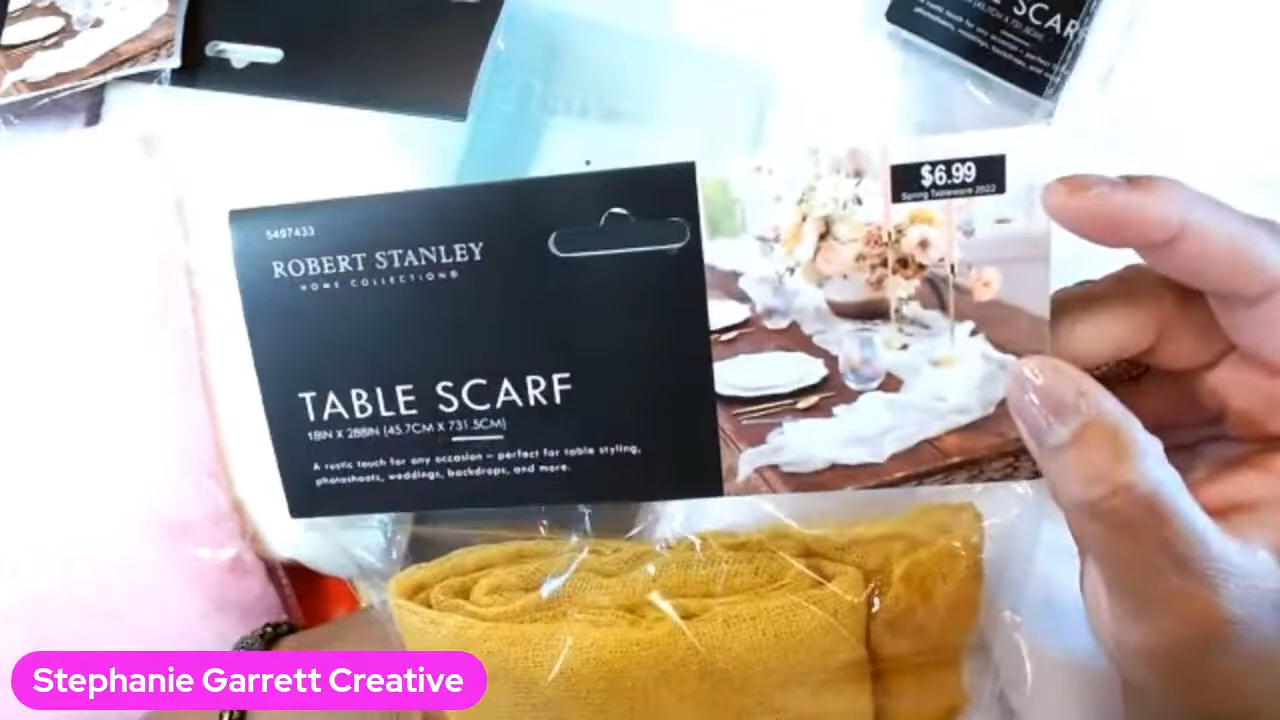 5497433
ROBERT STANLEY
HOME COLLECTION®
TABLE SCARF
18IN X 288IN (45.7CM X 731.5CM)
A rustic touch for any occasion – perfect for table styling,
photoshoots, weddings, backdrops, and more.
$6.99
Spring Tableware 2022
SCARF
Stephanie Garrett Creative